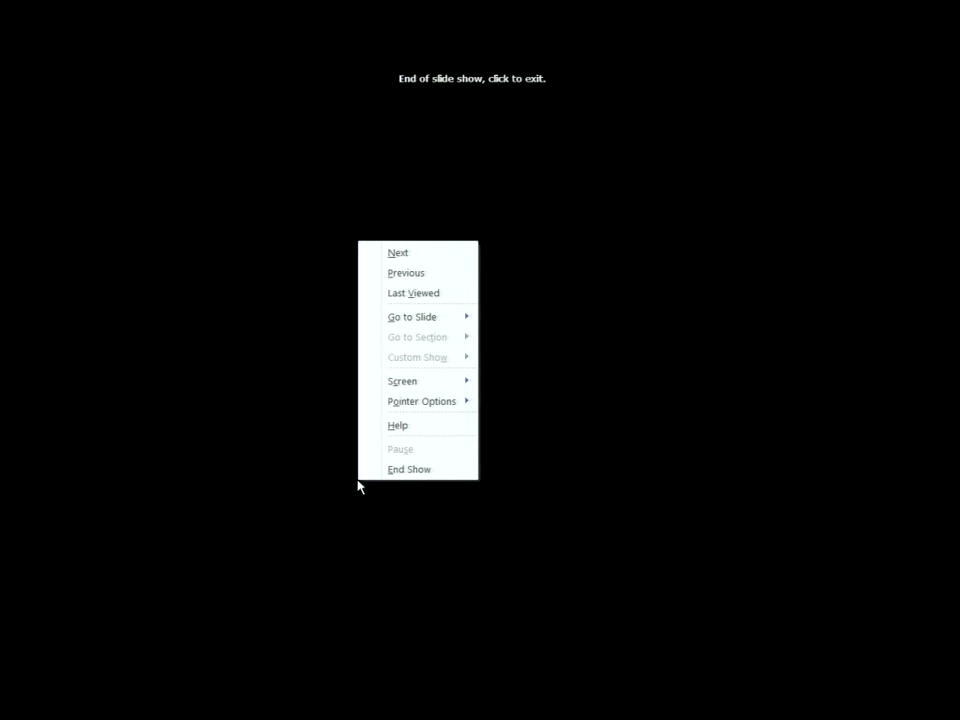 End of slide show, click to exit.
Next
Previous
Last Viewed
Go to Slide
Go to Section
Custom Show
Screen
Pointer Options
Help
Pause
End Show